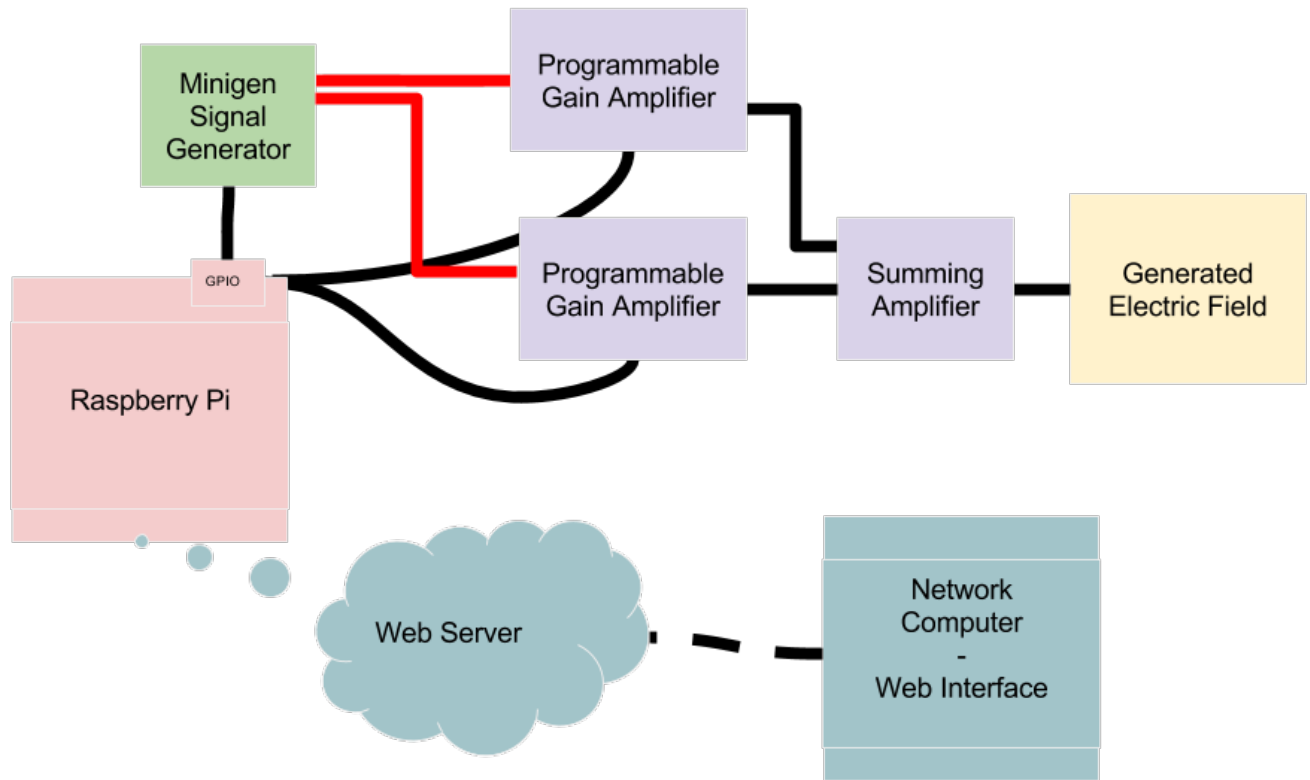 Minigen
Signal
Generator
Programmable
Gain Amplifier
GPIO
Programmable
Gain Amplifier
Summing
Amplifier
Generated
Electric Field
Raspberry Pi
Web Server
Network
Computer
-
Web Interface